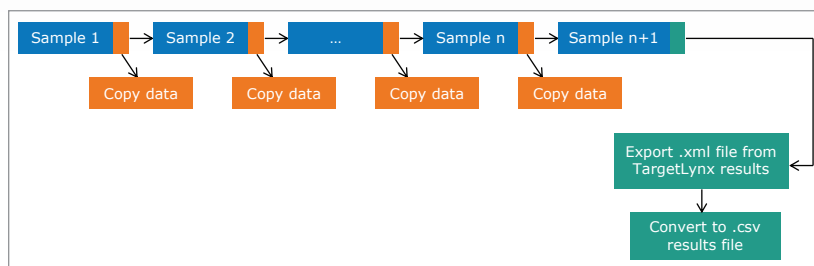 Sample 1
Sample 2
...
Sample n
Sample n+1
Copy data
Copy data
Copy data
Copy data
Export .xml file from
TargetLynx results
Convert to .csv
results file